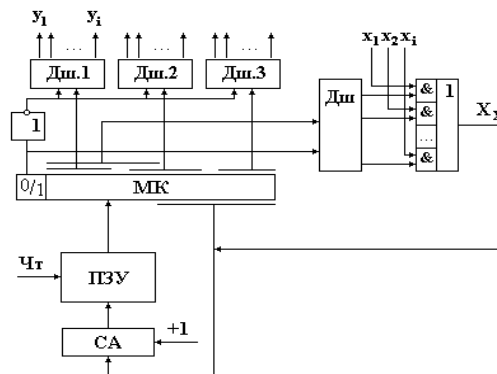 y1 ... yi ... ...
Дш.1 Дш.2 Дш.3
x1 x2 xi
1
Дш
&
&
...
&
1
X2
0/1 МК
Чт
ПЗУ
СА
+1